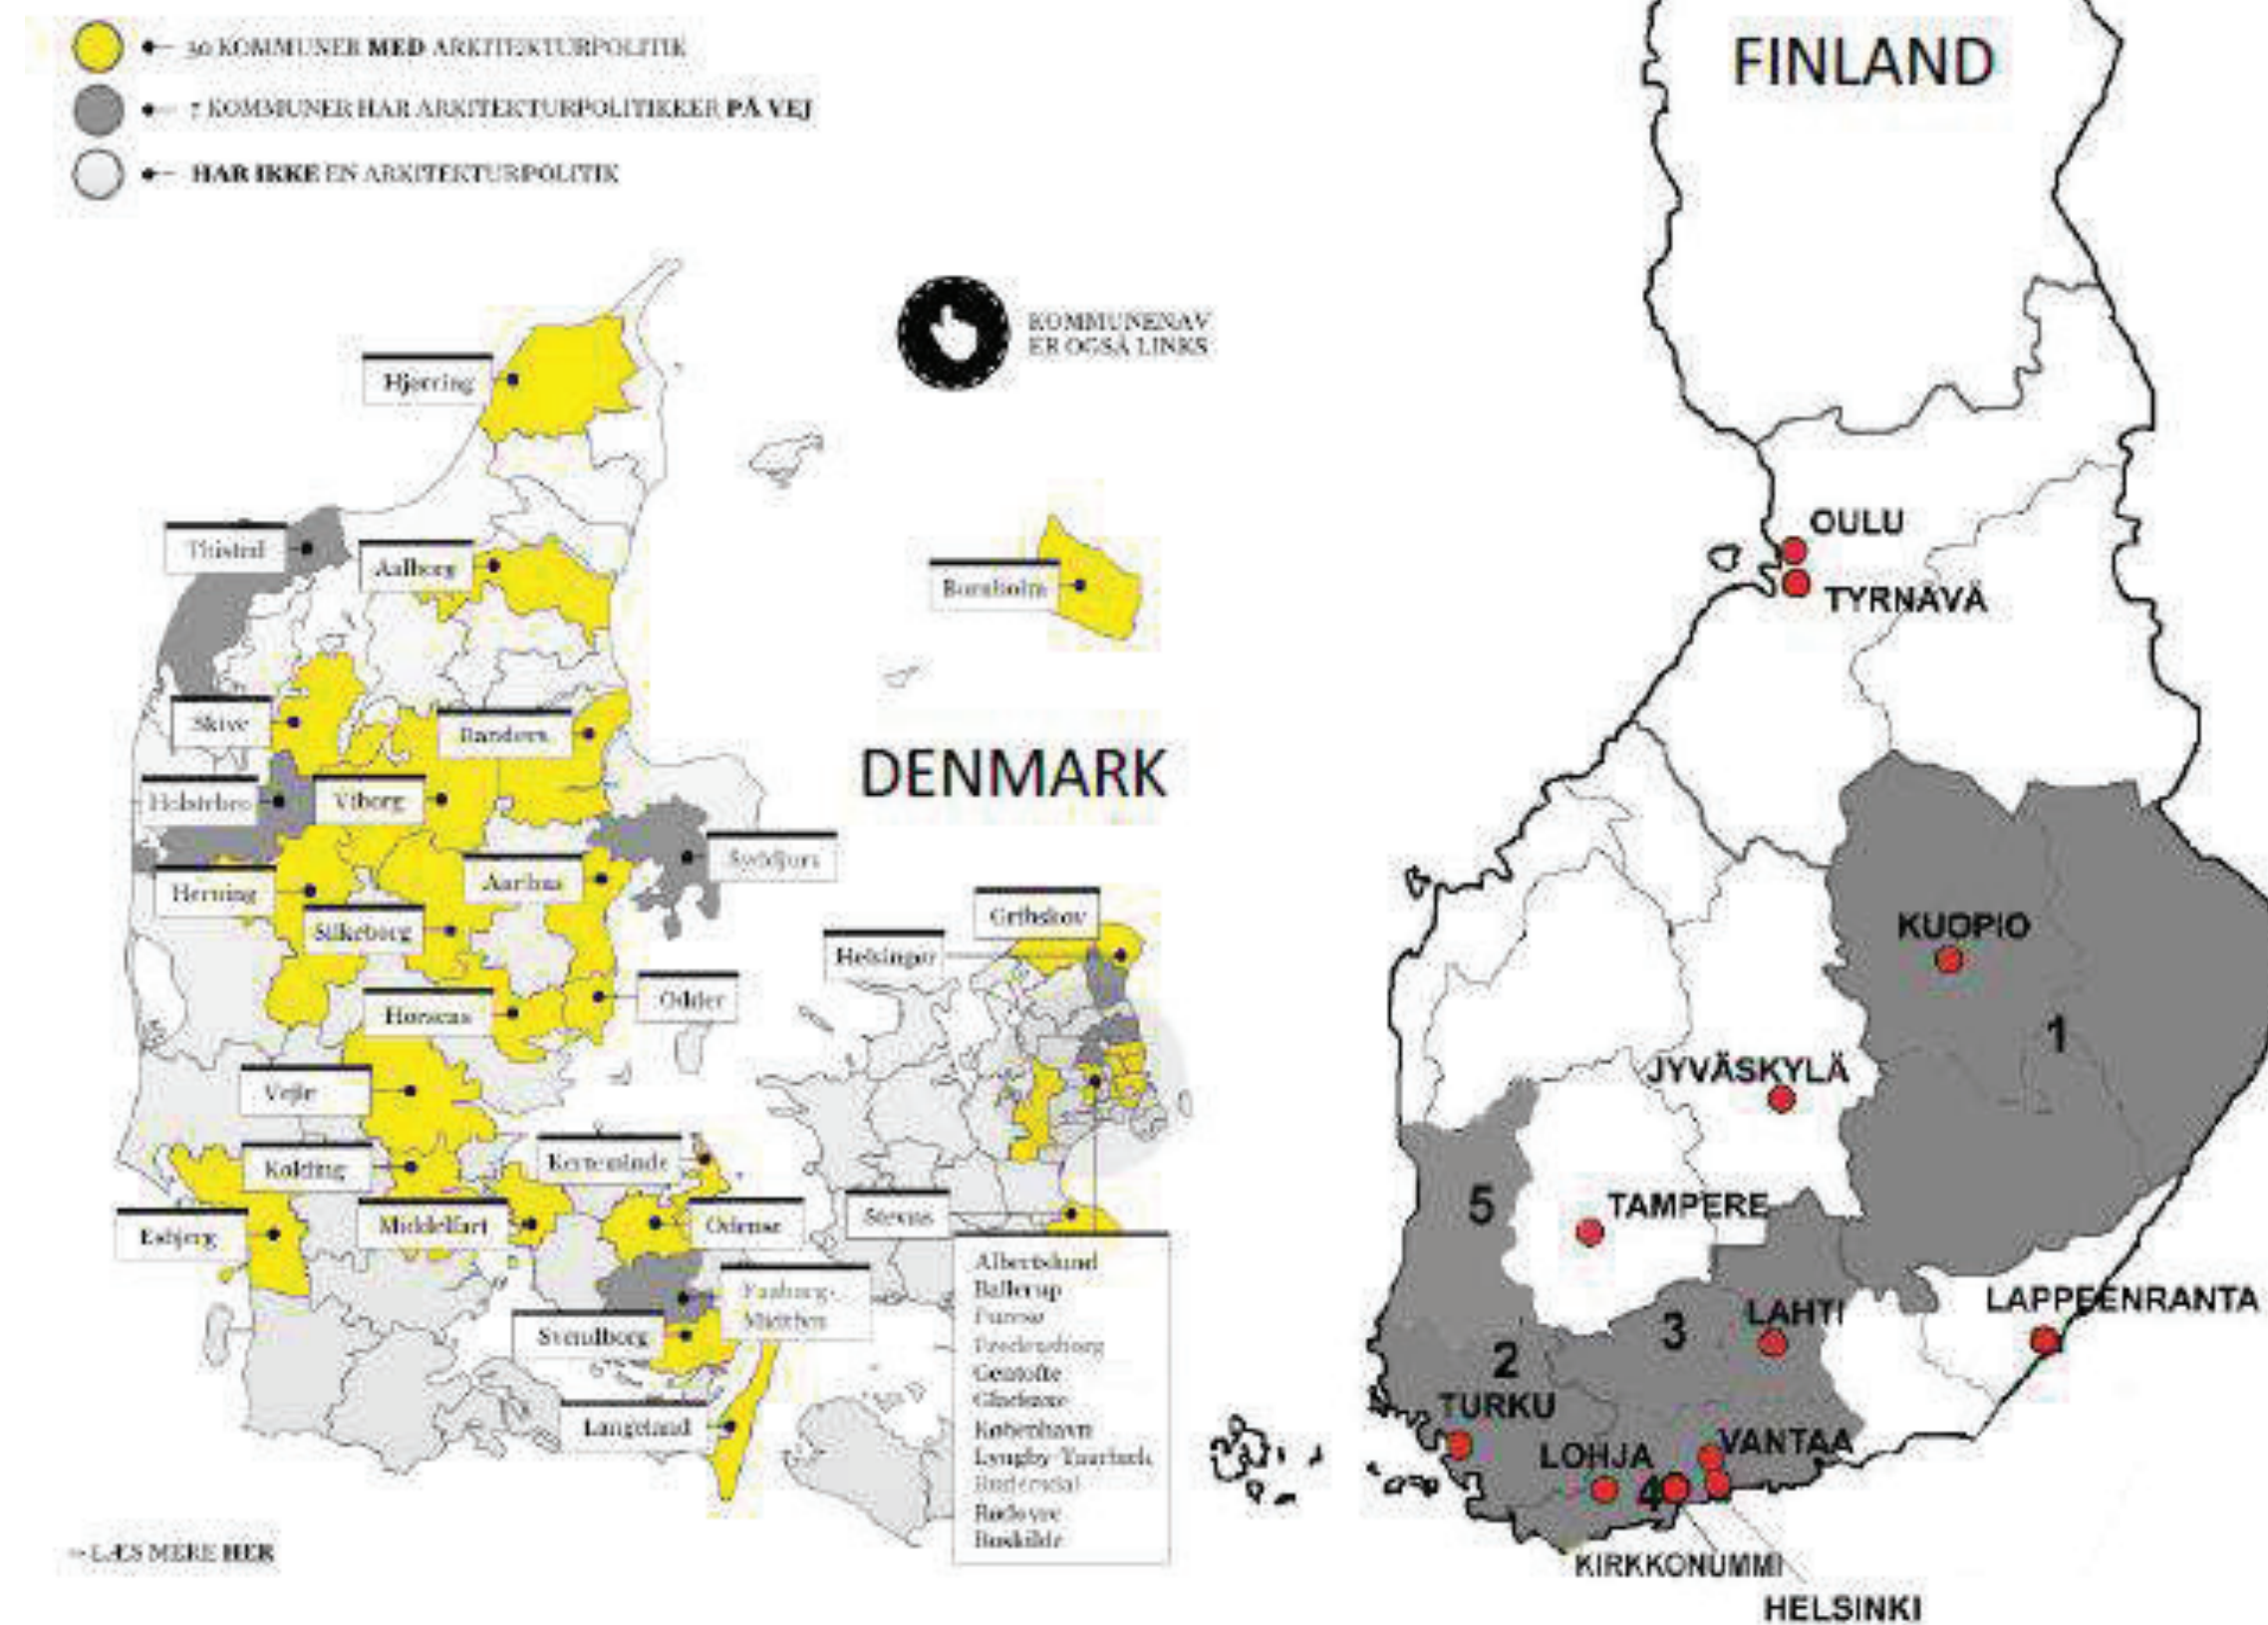 30 KOMMUNER MED ARKITEKTURPOLITIK
7 KOMMUNER HAR ARKITEKTURPOLITIKKER PÅ VEJ
HAR IKKE EN ARKITEKTURPOLITIK
KOMMUNENAV
ER OGSÅ LINKS
Hjørring
Thisted
Aalborg
Bornholm
Skive
Randers
Holstebro
Viborg
DENMARK
Syddjurs
Herning
Aarhus
Silkeborg
Gribskov
Helsingør
Horsens
Odder
Vejle
Kolding
Kerteminde
Esbjerg
Middelfart
Odense
Stevns
Faaborg-
Midtfyn
Svendborg
Langeland
Albertslund
Ballerup
Furesø
Fredensborg
Gentofte
Gladsaxe
København
Lyngby-Taarbæk
Rudersdal
Rødovre
Roskilde
LÆS MERE HER
FINLAND
OULU
TYRNÄVÄ
KUOPIO
1
JYVÄSKYLÄ
5
TAMPERE
LAPPEENRANTA
3
LAHTI
2
TURKU
LOHJA
VANTAA
4
KIRKKONUMMI
HELSINKI